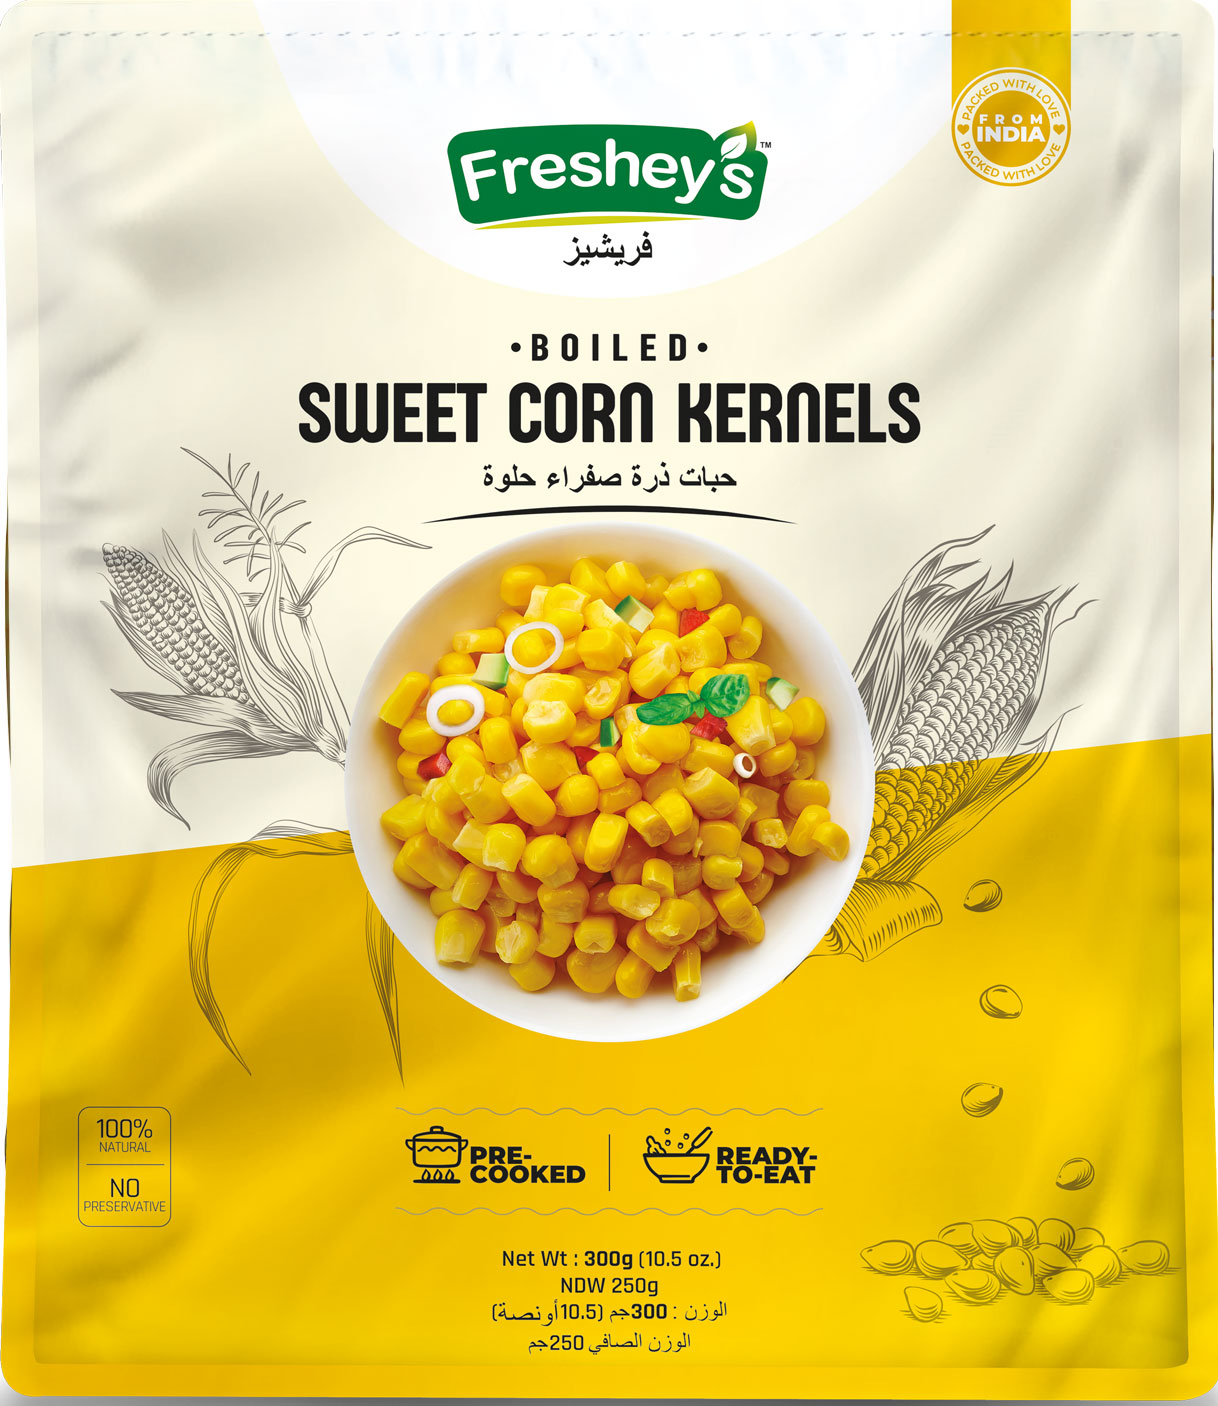 Freshey's™
فريشيز
PACKED WITH LOVE
FROM
INDIA
PACKED WITH LOVE
•BOILED•
SWEET CORN KERNELS
حبات ذرة صفراء حلوة
100%
NATURAL
NO
PRESERVATIVE
PRE-
COOKED
READY-
TO-EAT
Net Wt : 300g (10.5 oz.)
NDW 250g
الوزن : 300جم (10.5أونصة)
الوزن الصافي 250جم